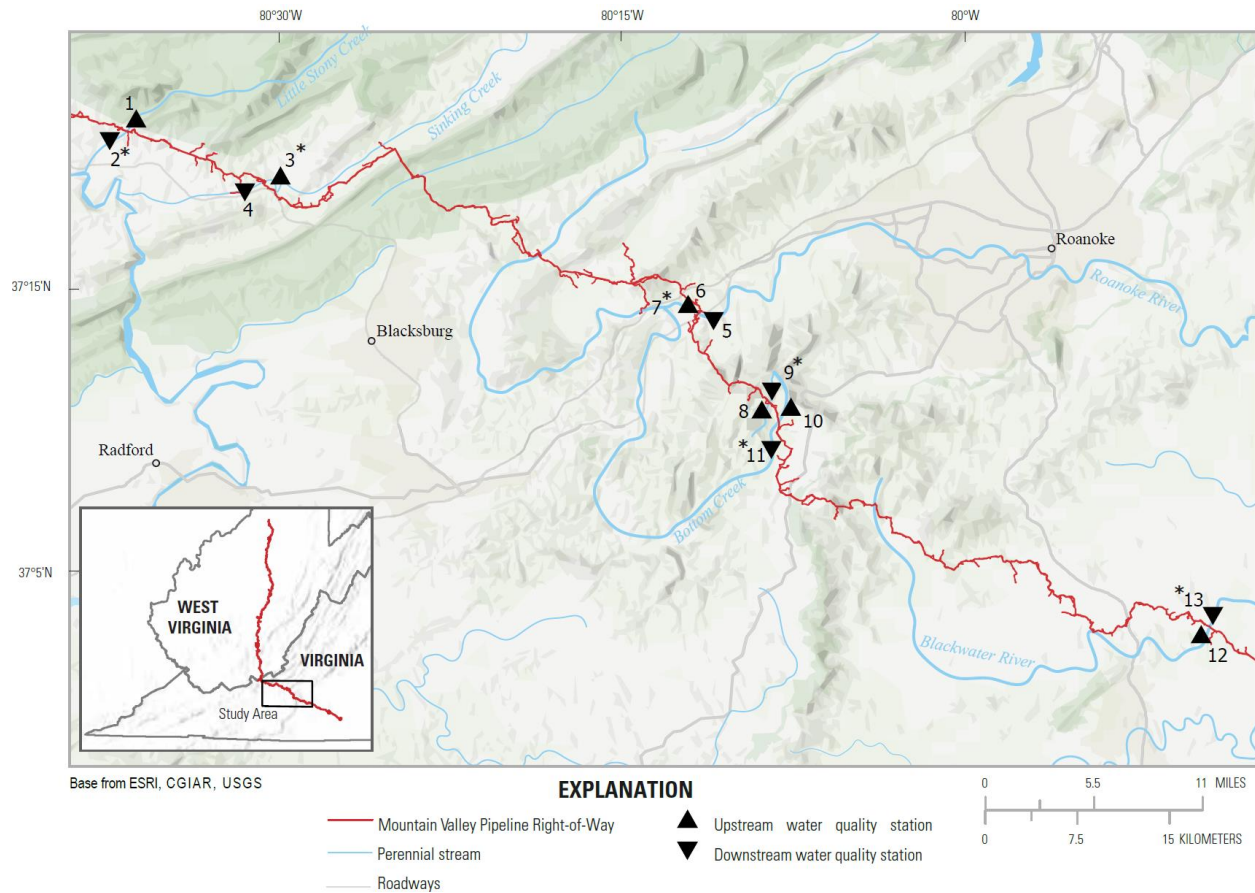 80°30'W 80°15'W 80°W
Little Stony Creek
1
Sinking Creek
2*
3*
4
37°15'N
Roanoke
Roanoke River
7*
6
5
Blacksburg
9*
8
10
*11
Radford
Bottom Creek
37°5'N
*13
12
Blackwater River
WEST
VIRGINIA
VIRGINIA
Study Area
Base from ESRI, CGIAR, USGS
EXPLANATION
Mountain Valley Pipeline Right-of-Way
Perennial stream
Roadways
Upstream water quality station
Downstream water quality station
0 5.5 11 MILES
0 7.5 15 KILOMETERS